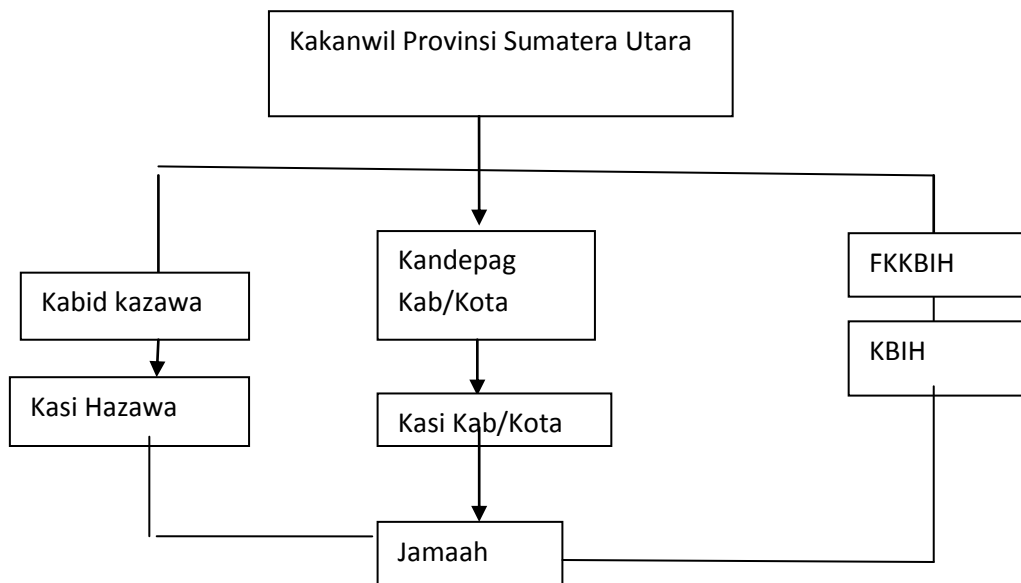 Kakanwil Provinsi Sumatera Utara
Kabid kazawa
Kandepag
Kab/Kota
FKKBIH
KBIH
Kasi Hazawa
Kasi Kab/Kota
Jamaah